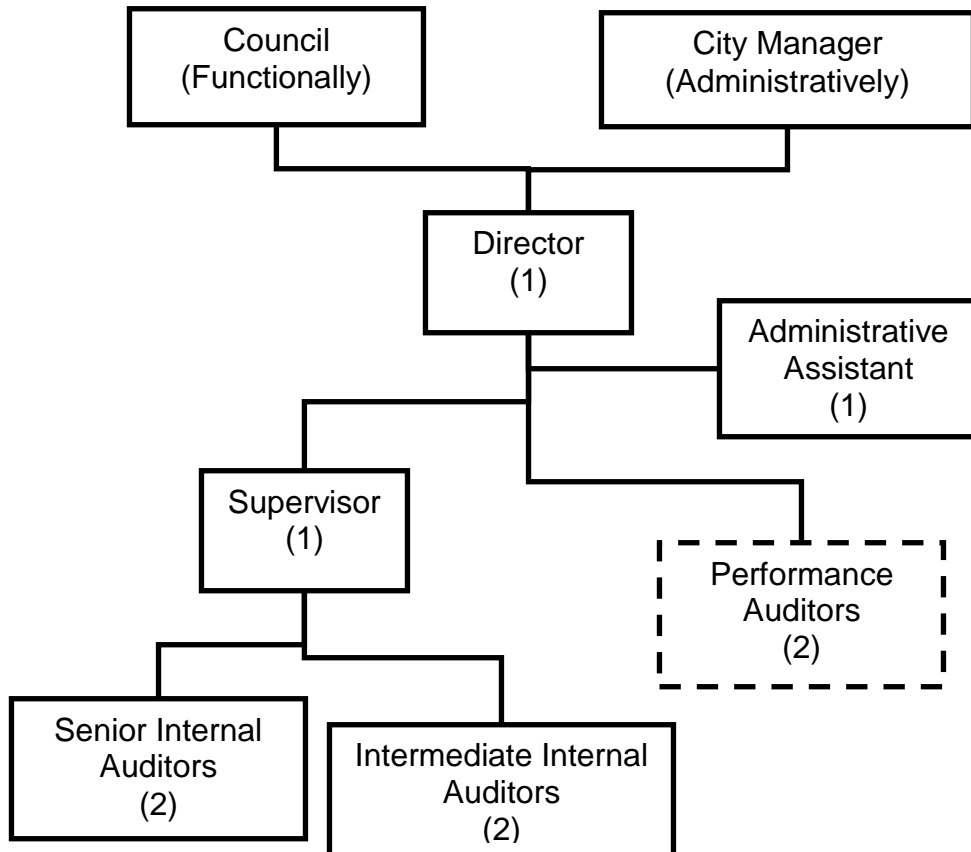 Council
(Functionally)
City Manager
(Administratively)
Director
(1)
Administrative
Assistant
(1)
Supervisor
(1)
Performance
Auditors
(2)
Senior Internal
Auditors
(2)
Intermediate Internal
Auditors
(2)